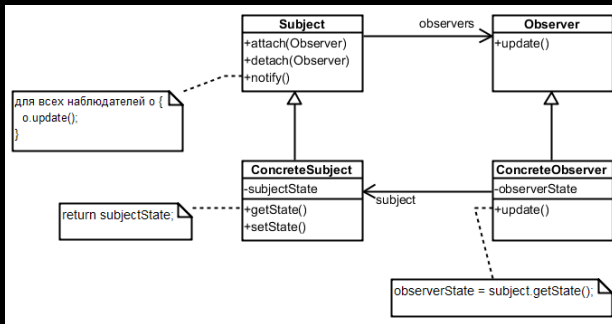 Subject
+attach(Observer)
+detach(Observer)
+notify()
observers
Observer
+update()
для всех наблюдателей o {
o.update();
}
ConcreteSubject
-subjectState
+getState()
+setState()
subject
ConcreteObserver
-observerState
+update()
return subjectState;
observerState = subject.getState();